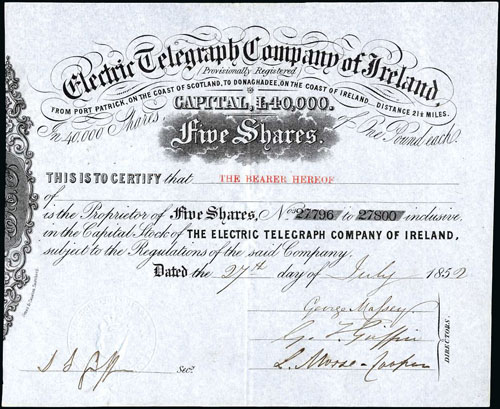 Electric Telegraph Company of Ireland,
(Provisionally Registered)
FROM PORT PATRICK, ON THE COAST OF SCOTLAND, TO DONAGHADEE, ON THE COAST OF IRELAND. DISTANCE 21½ MILES.
CAPITAL, £40,000.
In 40,000 Shares of One Pound each.
Five Shares.
THIS IS TO CERTIFY that THE BEARER HEREOF
of
is the Proprietor of Five Shares, Nos 27796 to 27800 inclusive
in the Capital Stock of THE ELECTRIC TELEGRAPH COMPANY OF IRELAND,
subject to the Regulations of the said Company.
Dated the 27th day of July 1852
George Massey
DIRECTORS.
Secy